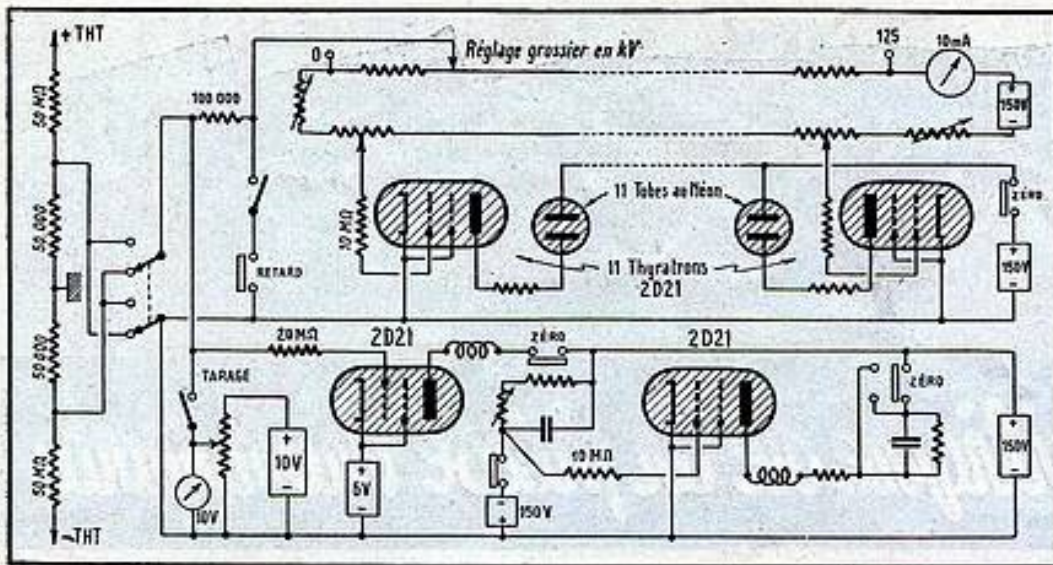 + THT
50 MΩ
50 000
50 000
50 MΩ
¬THT
100 000
Réglage grossier en kV
0
125
10mA
150V
10 MΩ
11 Tubes au Néon
11 Thyratrons
2D21
ZÉRO
150V
RETARD
20 MΩ
2D21
ZÉRO
2D21
ZÉRO
TARAGE
10V
10V
6V
150V
10 MΩ
150V